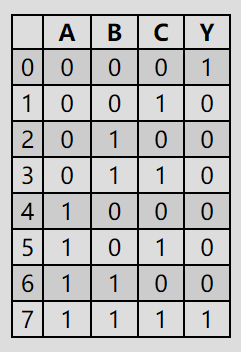 A B C Y
0 0 0 0 1
1 0 0 1 0
2 0 1 0 0
3 0 1 1 0
4 1 0 0 0
5 1 0 1 0
6 1 1 0 0
7 1 1 1 1